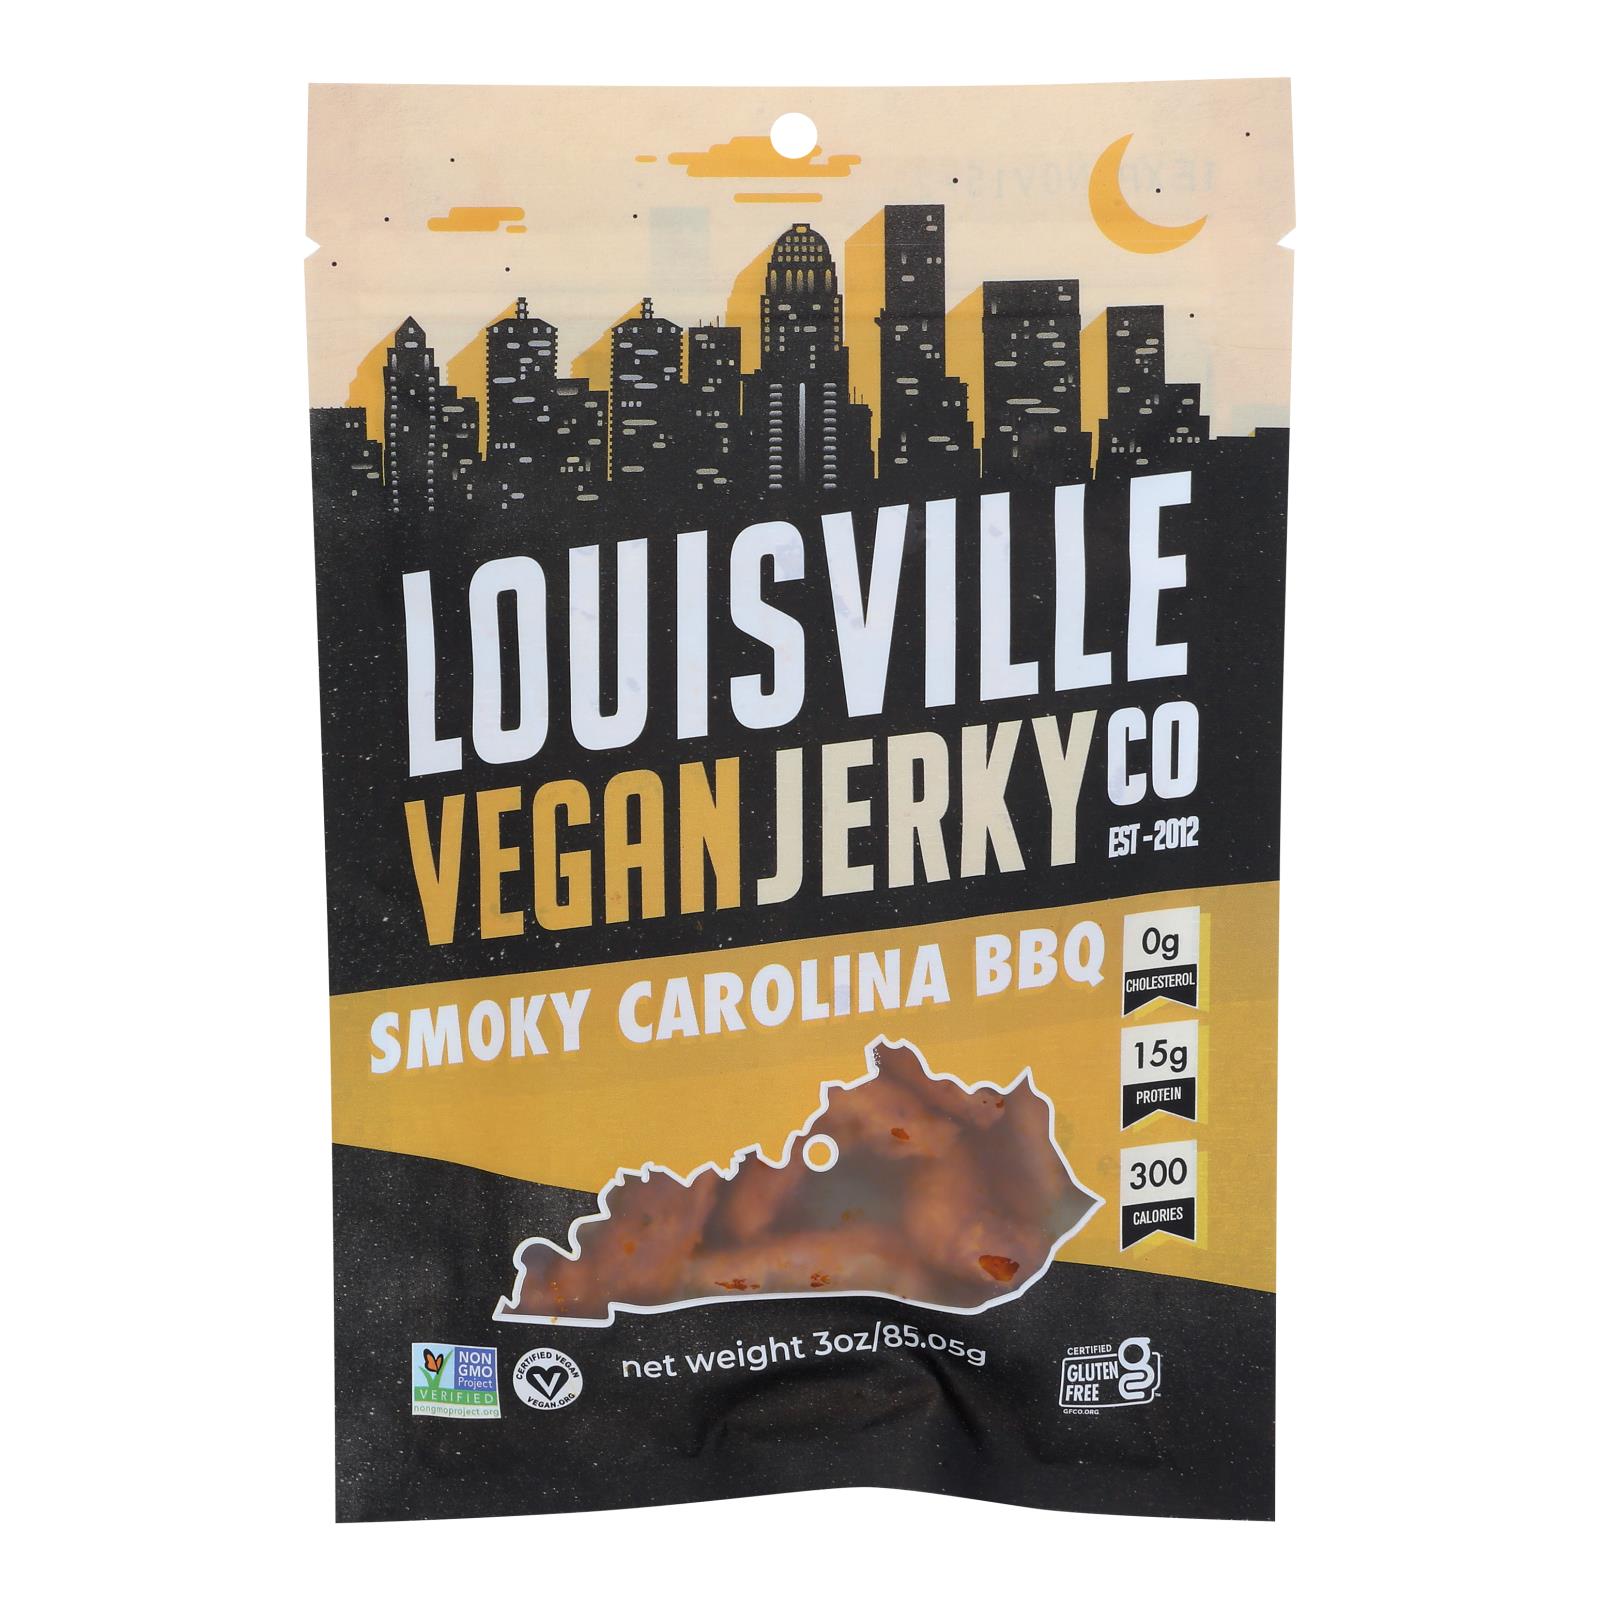 LOUISVILLE
VEGAN JERKY CO
EST - 2012
SMOKY CAROLINA BBQ
0g
CHOLESTEROL
15g
PROTEIN
300
CALORIES
net weight 3oz/85.05g
NON
GMO
Project
VERIFIED
nongmoproject.org
CERTIFIED VEGAN
VEGAN.ORG
CERTIFIED
GLUTEN
FREE
GFCO.ORG